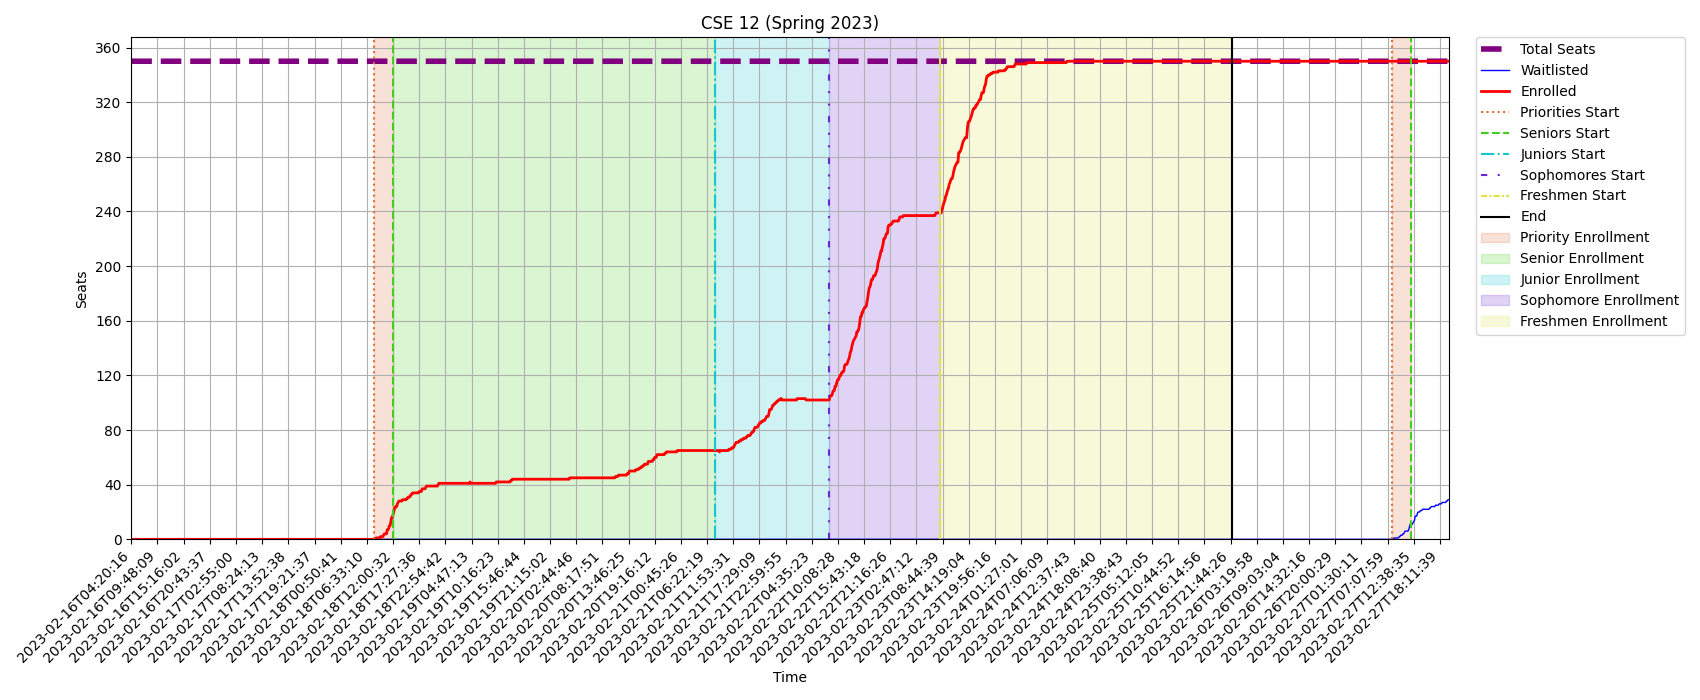 CSE 12 (Spring 2023)
360
320
280
240
200
160
120
80
40
0
Seats
2023-02-16T04:20:16
2023-02-16T09:48:09
2023-02-16T15:16:02
2023-02-16T20:43:37
2023-02-17T02:55:00
2023-02-17T08:24:13
2023-02-17T13:52:38
2023-02-17T19:21:37
2023-02-18T00:50:41
2023-02-18T06:33:10
2023-02-18T12:00:32
2023-02-18T17:27:36
2023-02-18T22:54:42
2023-02-19T04:47:13
2023-02-19T10:16:23
2023-02-19T15:46:44
2023-02-19T21:15:02
2023-02-20T02:44:46
2023-02-20T08:17:51
2023-02-20T13:46:25
2023-02-20T19:16:12
2023-02-21T00:45:26
2023-02-21T06:22:19
2023-02-21T11:53:31
2023-02-21T17:29:09
2023-02-21T22:59:55
2023-02-22T04:35:23
2023-02-22T10:08:28
2023-02-22T15:43:18
2023-02-22T21:16:29
2023-02-23T02:47:12
2023-02-23T08:44:39
2023-02-23T14:19:04
2023-02-23T19:56:16
2023-02-24T01:27:01
2023-02-24T07:06:09
2023-02-24T12:37:43
2023-02-24T18:08:40
2023-02-24T23:38:43
2023-02-25T05:12:05
2023-02-25T10:44:52
2023-02-25T16:14:56
2023-02-25T21:44:26
2023-02-26T03:19:58
2023-02-26T09:03:04
2023-02-26T14:32:16
2023-02-26T20:00:29
2023-02-27T01:30:11
2023-02-27T07:07:59
2023-02-27T12:38:35
2023-02-27T18:11:39
Time
Total Seats
Waitlisted
Enrolled
Priorities Start
Seniors Start
Juniors Start
Sophomores Start
Freshmen Start
End
Priority Enrollment
Senior Enrollment
Junior Enrollment
Sophomore Enrollment
Freshmen Enrollment